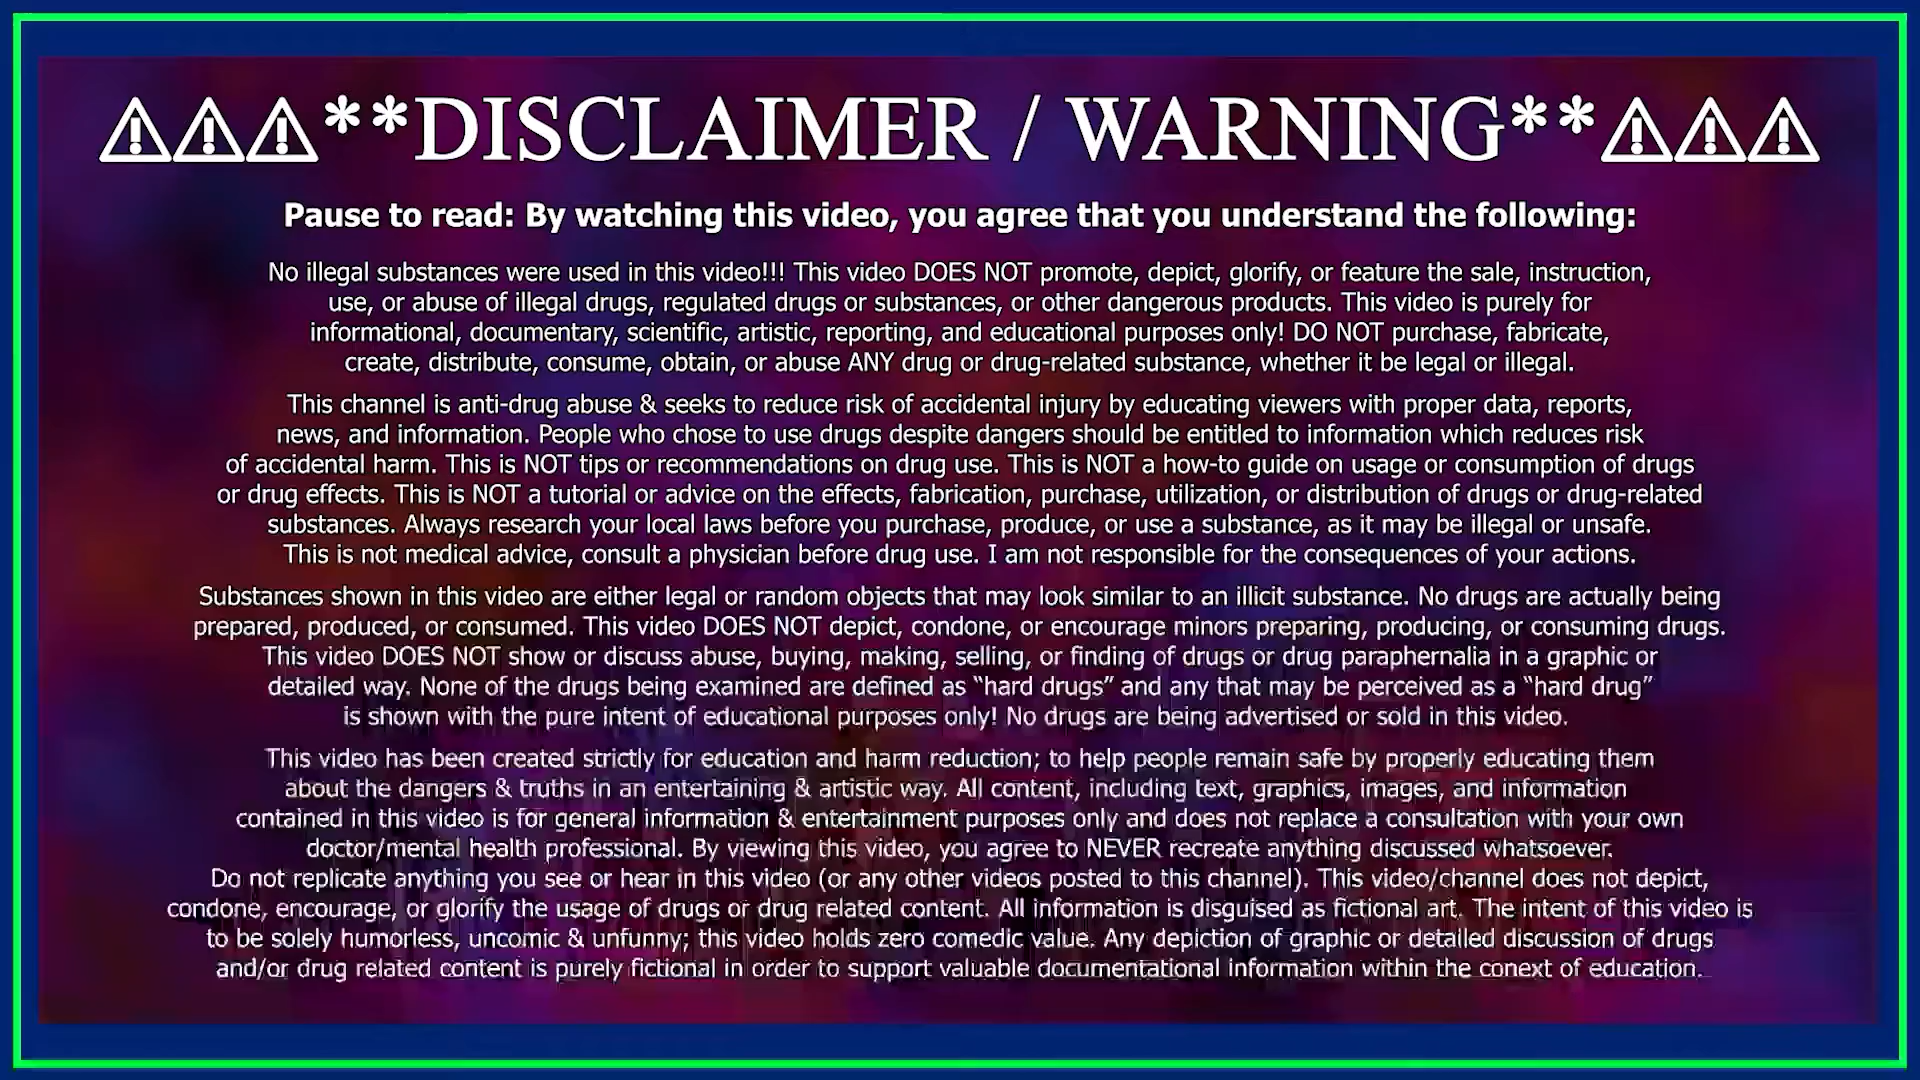 ⚠⚠⚠**DISCLAIMER / WARNING**⚠⚠⚠
Pause to read: By watching this video, you agree that you understand the following:
No illegal substances were used in this video!!! This video DOES NOT promote, depict, glorify, or feature the sale, instruction,
use, or abuse of illegal drugs, regulated drugs or substances, or other dangerous products. This video is purely for
informational, documentary, scientific, artistic, reporting, and educational purposes only! DO NOT purchase, fabricate,
create, distribute, consume, obtain, or abuse ANY drug or drug-related substance, whether it be legal or illegal.
This channel is anti-drug abuse & seeks to reduce risk of accidental injury by educating viewers with proper data, reports,
news, and information. People who chose to use drugs despite dangers should be entitled to information which reduces risk
of accidental harm. This is NOT tips or recommendations on drug use. This is NOT a how-to guide on usage or consumption of drugs
or drug effects. This is NOT a tutorial or advice on the effects, fabrication, purchase, utilization, or distribution of drugs or drug-related
substances. Always research your local laws before you purchase, produce, or use a substance, as it may be illegal or unsafe.
This is not medical advice, consult a physician before drug use. I am not responsible for the consequences of your actions.
Substances shown in this video are either legal or random objects that may look similar to an illicit substance. No drugs are actually being
prepared, produced, or consumed. This video DOES NOT depict, condone, or encourage minors preparing, producing, or consuming drugs.
This video DOES NOT show or discuss abuse, buying, making, selling, or finding of drugs or drug paraphernalia in a graphic or
detailed way. None of the drugs being examined are defined as “hard drugs” and any that may be perceived as a “hard drug”
is shown with the pure intent of educational purposes only! No drugs are being advertised or sold in this video.
This video has been created strictly for education and harm reduction; to help people remain safe by properly educating them
about the dangers & truths in an entertaining & artistic way. All content, including text, graphics, images, and information
contained in this video is for general information & entertainment purposes only and does not replace a consultation with your own
doctor/mental health professional. By viewing this video, you agree to NEVER recreate anything discussed whatsoever.
Do not replicate anything you see or hear in this video (or any other videos posted to this channel). This video/channel does not depict,
condone, encourage, or glorify the usage of drugs or drug related content. All information is disguised as fictional art. The intent of this video is
to be solely humorless, uncomic & unfunny; this video holds zero comedic value. Any depiction of graphic or detailed discussion of drugs
and/or drug related content is purely fictional in order to support valuable documentational information within the conext of education.